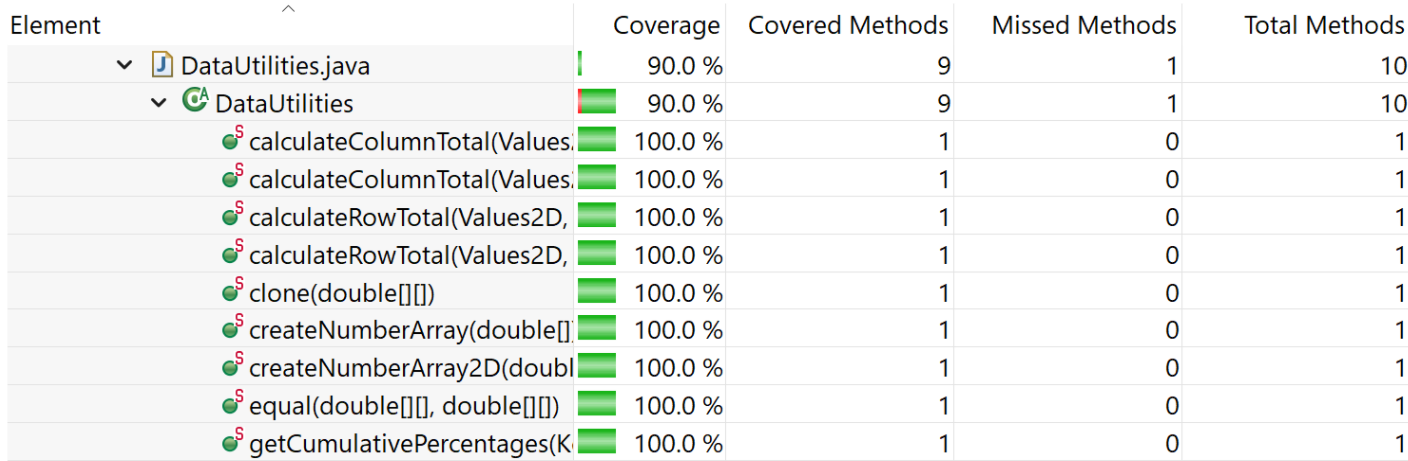 Element Coverage Covered Methods Missed Methods Total Methods
J DataUtilities.java 90.0 % 9 1 10
CA DataUtilities 90.0 % 9 1 10
S calculateColumnTotal(Values 100.0 % 1 0 1
S calculateColumnTotal(Values 100.0 % 1 0 1
S calculateRowTotal(Values2D, 100.0 % 1 0 1
S calculateRowTotal(Values2D, 100.0 % 1 0 1
S clone(double[][]) 100.0 % 1 0 1
S createNumberArray(double[] 100.0 % 1 0 1
S createNumberArray2D(doubl 100.0 % 1 0 1
S equal(double[][], double[][]) 100.0 % 1 0 1
S getCumulativePercentages(K 100.0 % 1 0 1